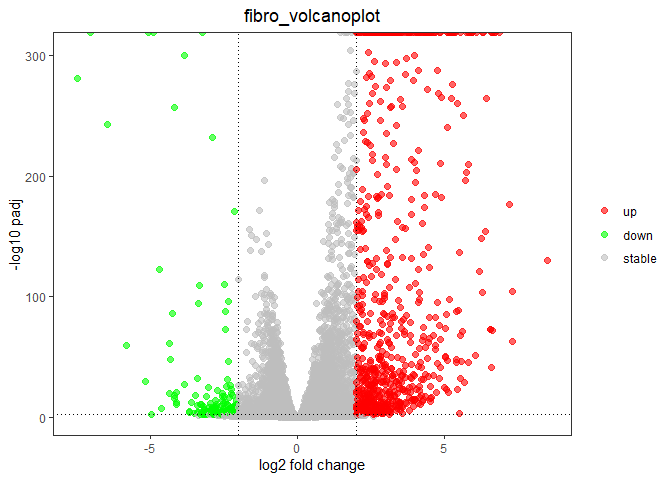 fibro_volcanoplot
300
200
100
0
-log10 padj
-5
0
5
log2 fold change
up
down
stable